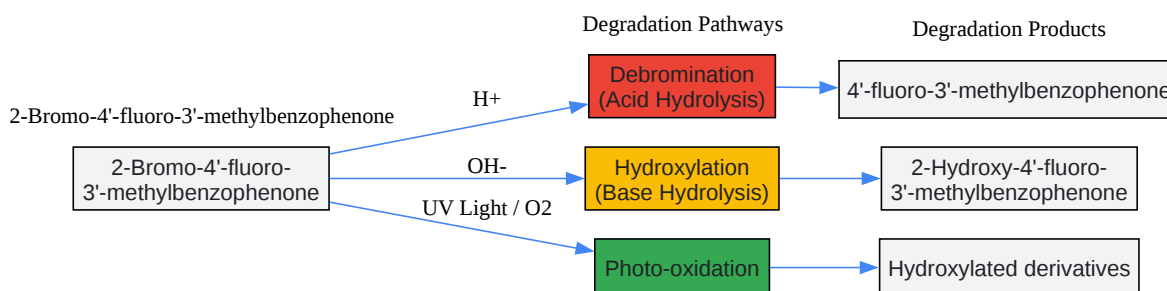 Degradation Pathways
Degradation Products
2-Bromo-4'-fluoro-3'-methylbenzophenone
H+
Debromination
(Acid Hydrolysis)
4'-fluoro-3'-methylbenzophenone
2-Bromo-4'-fluoro-
3'-methylbenzophenone
OH-
Hydroxylation
(Base Hydrolysis)
2-Hydroxy-4'-fluoro-
3'-methylbenzophenone
UV Light / O2
Photo-oxidation
Hydroxylated derivatives